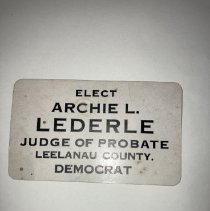 ELECT
ARCHIE L.
LEDERLE
JUDGE OF PROBATE
LEELANAU COUNTY.
DEMOCRAT